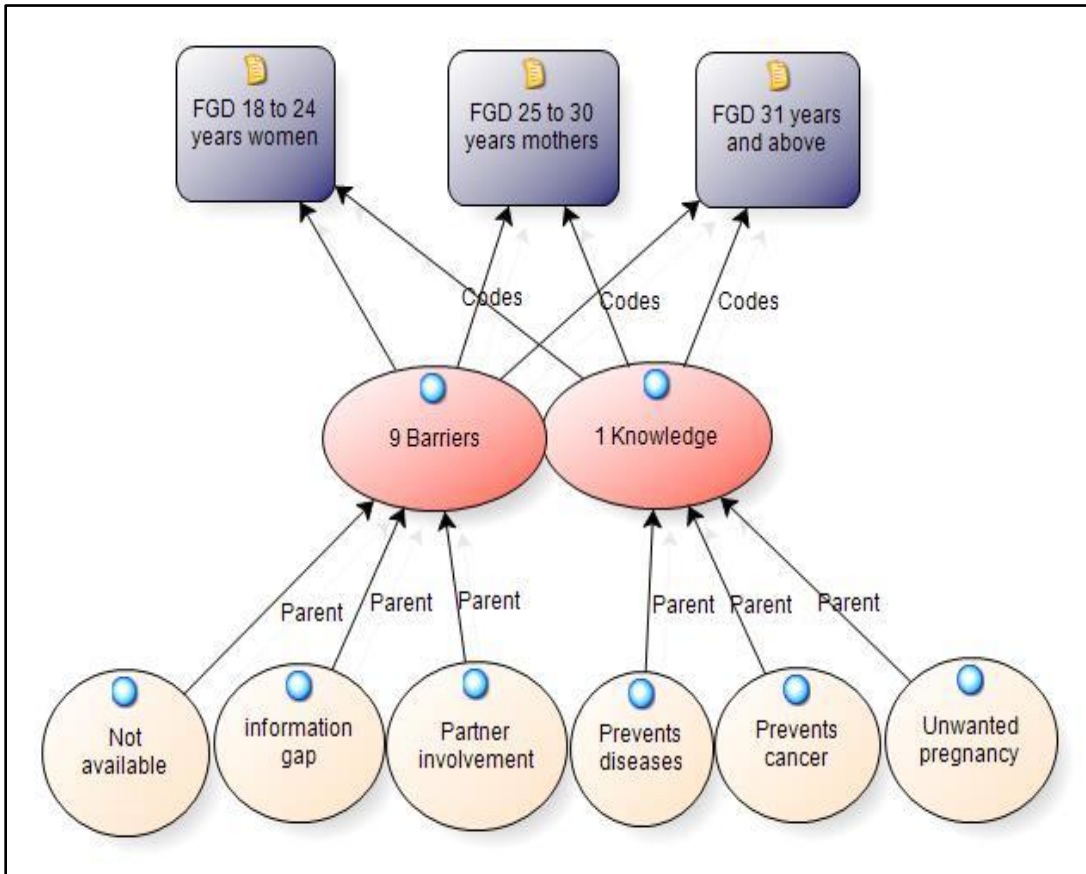 FGD 18 to 24
years women
FGD 25 to 30
years mothers
FGD 31 years
and above
Codes
Codes
Codes
9 Barriers
1 Knowledge
Parent
Parent
Parent
Parent
Parent
Parent
Not
available
information
gap
Partner
involvement
Prevents
diseases
Prevents
cancer
Unwanted
pregnancy